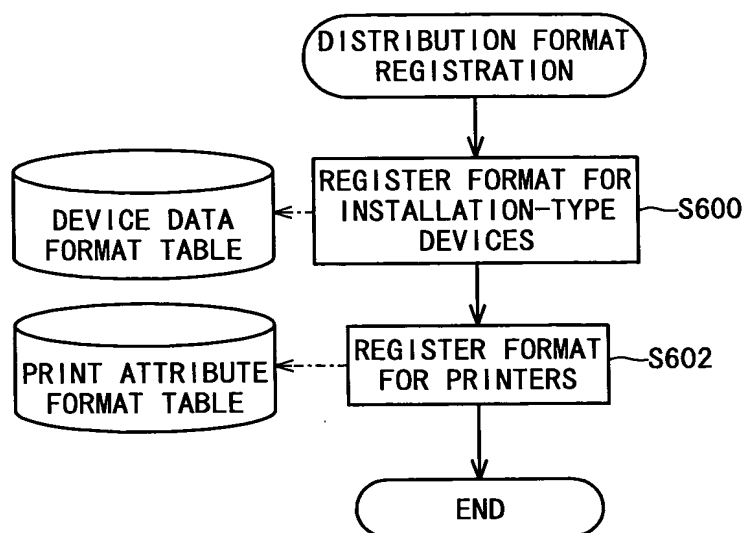 DISTRIBUTION FORMAT
REGISTRATION
REGISTER FORMAT FOR
INSTALLATION-TYPE
DEVICES
S600
DEVICE DATA
FORMAT TABLE
REGISTER FORMAT
FOR PRINTERS
S602
PRINT ATTRIBUTE
FORMAT TABLE
END